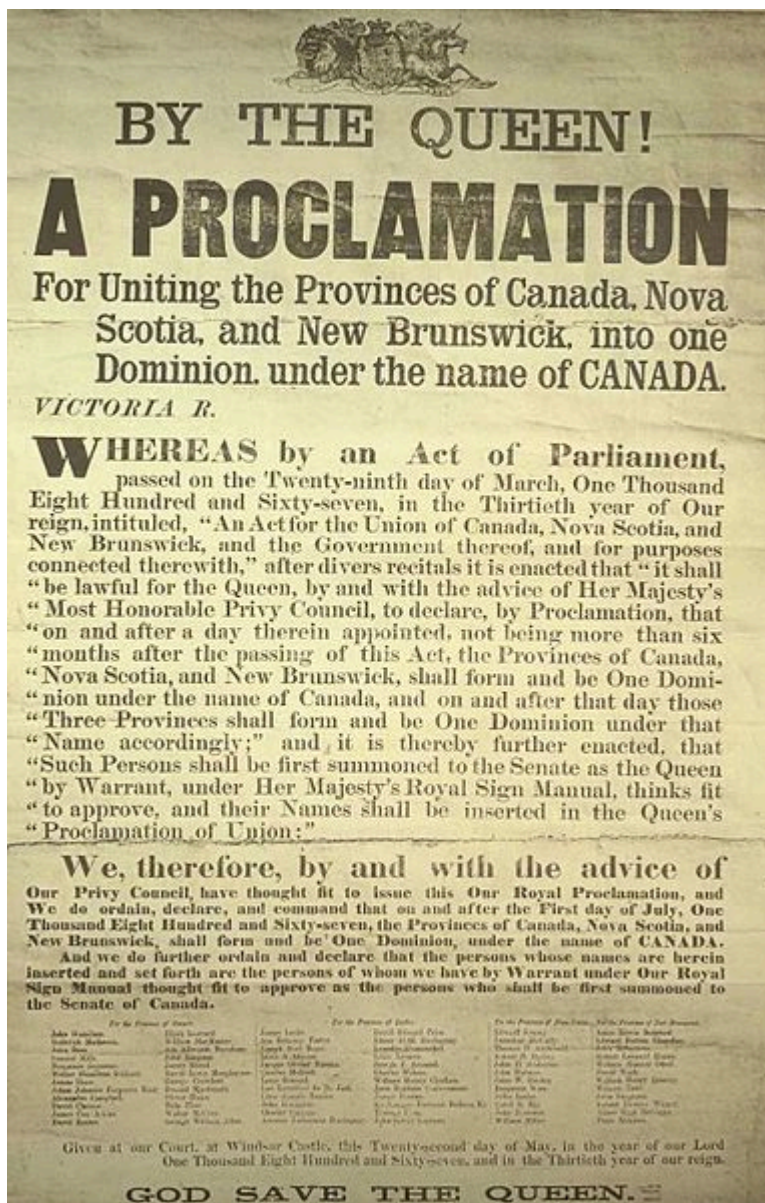 BY THE QUEEN!
A PROCLAMATION
For Uniting the Provinces of Canada, Nova
Scotia, and New Brunswick, into one
Dominion, under the name of CANADA.
VICTORIA R.
WHEREAS by an Act of Parliament,
passed on the Twenty-ninth day of March, One Thousand
Eight Hundred and Sixty-seven, in the Thirtieth year of Our
reign, intituled, "An Act for the Union of Canada, Nova Scotia, and
New Brunswick, and the Government thereof, and for purposes
connected therewith," after divers recitals it is enacted that "it shall
"be lawful for the Queen, by and with the advice of Her Majesty's
"Most Honorable Privy Council, to declare, by Proclamation, that
"on and after a day therein appointed, not being more than six
"months after the passing of this Act, the Provinces of Canada,
"Nova Scotia, and New Brunswick, shall form and be One Domi-
"nion under the name of Canada, and on and after that day those
"Three Provinces shall form and be One Dominion under that
"Name accordingly;" and it is thereby further enacted, that
"Such Persons shall be first summoned to the Senate as the Queen
"by Warrant, under Her Majesty's Royal Sign Manual, thinks fit
"to approve, and their Names shall be inserted in the Queen's
"Proclamation of Union:"
We, therefore, by and with the advice of
Our Privy Council, have thought fit to issue this Our Royal Proclamation, and
We do ordain, declare, and command that on and after the First day of July, One
Thousand Eight Hundred and Sixty-seven, the Provinces of Canada, Nova Scotia, and
New Brunswick, shall form and be One Dominion, under the name of CANADA.
And we do further ordain and declare that the persons whose names are herein
inserted and set forth are the persons of whom we have by Warrant under Our Royal
Sign Manual thought fit to approve as the persons who shall be first summoned to
the Senate of Canada.
Given at our Court, at Windsor Castle, this Twenty-second day of May, in the year of our Lord
One Thousand Eight Hundred and Sixty-seven, and in the Thirtieth year of our reign.
GOD SAVE THE QUEEN.